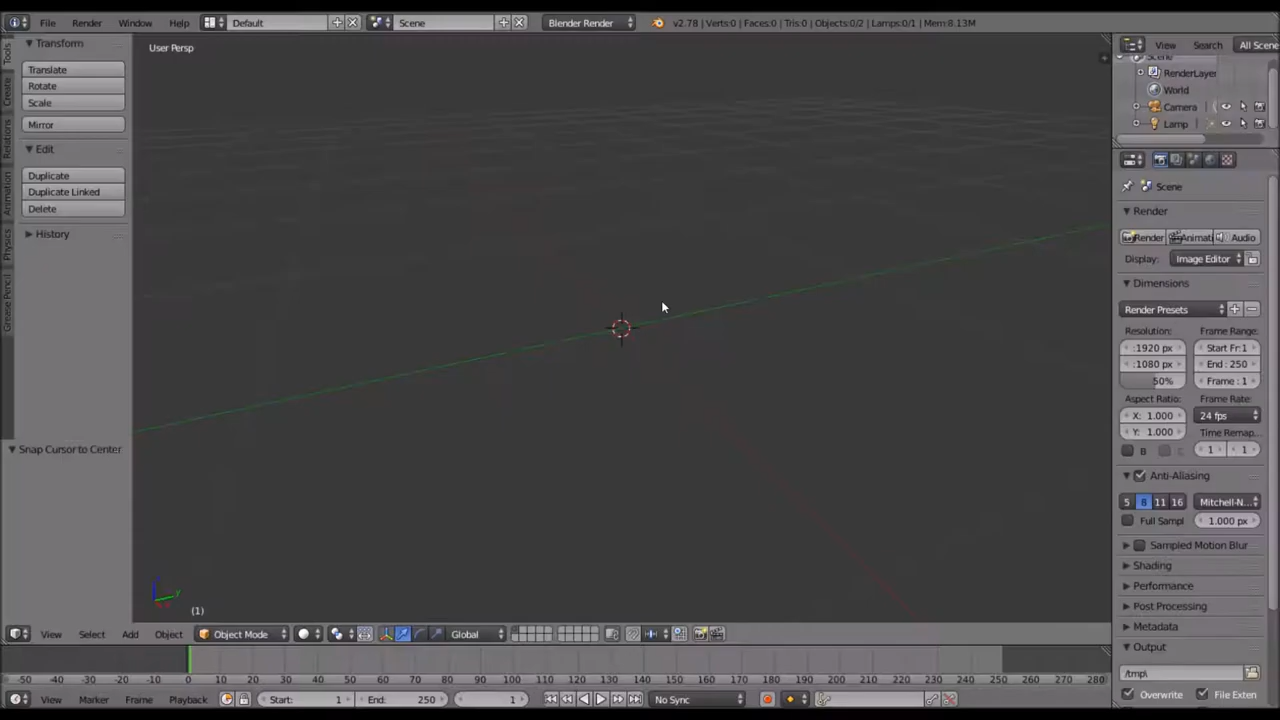 File Render Window Help Default Scene Blender Render v2.78 | Verts:0 | Faces:0 | Tris:0 | Objects:0/2 | Lamps:0/1 | Mem:8.13M
Tools
Create
Relations
Animation
Physics
Grease Pencil
Transform
Translate
Rotate
Scale
Mirror
Edit
Duplicate
Duplicate Linked
Delete
History
Snap Cursor to Center
User Persp
(1)
View Select Add Object Object Mode Global
-50 -40 -30 -20 -10 0 10 20 30 40 50 60 70 80 90 100 110 120 130 140 150 160 170 180 190 200 210 220 230 240 250 260 270 280
View Marker Frame Playback Start: 1 End: 250 1 No Sync
View Search All Scene
Scene
RenderLayer
World
Camera
Lamp
Scene
Render
Render Animati Audio
Display: Image Editor
Dimensions
Render Presets
Resolution: Frame Range:
:1920 px Start Fr:1
:1080 px End : 250
50% Frame : 1
Aspect Ratio: Frame Rate:
X: 1.000 24 fps
Y: 1.000 Time Remap...
B C 1 1
Anti-Aliasing
5 8 11 16 Mitchell-N...
Full Sampl 1.000 px
Sampled Motion Blur
Shading
Performance
Post Processing
Metadata
Output
/tmp\
Overwrite File Exten